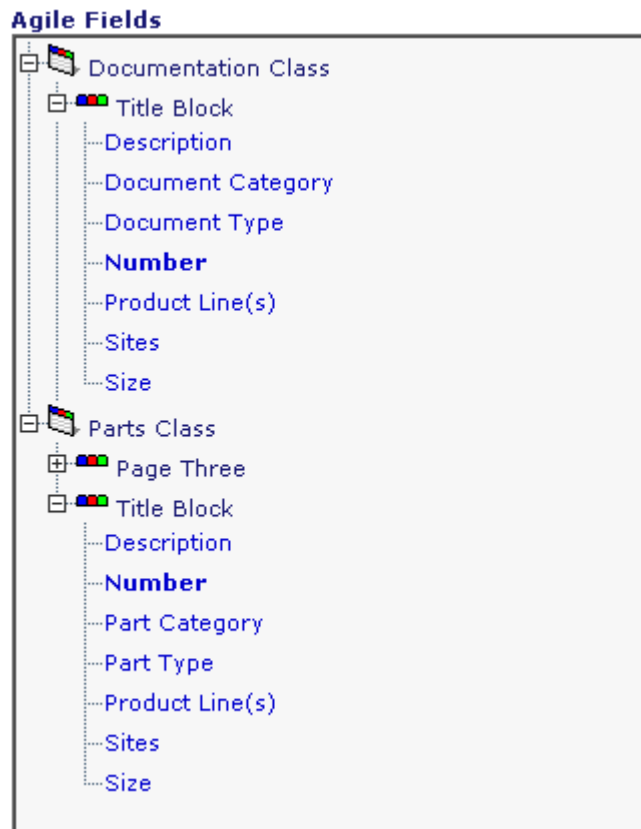 Agile Fields
Documentation Class
Title Block
Description
Document Category
Document Type
Number
Product Line(s)
Sites
Size
Parts Class
Page Three
Title Block
Description
Number
Part Category
Part Type
Product Line(s)
Sites
Size